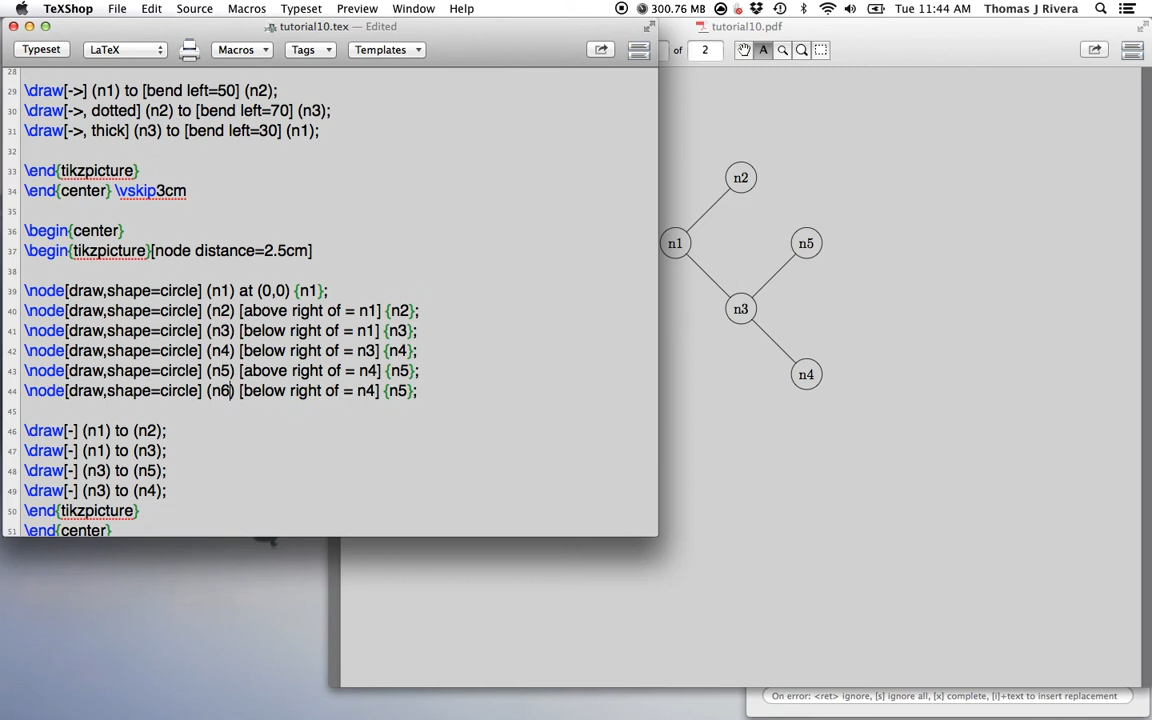 TeXShop File Edit Source Macros Typeset Preview Window Help 300.76 MB Tue 11:44 AM Thomas J Rivera
tutorial10.tex — Edited
tutorial10.pdf
Typeset LaTeX Macros Tags Templates
of 2 A
28
29 \draw[->] (n1) to [bend left=50] (n2);
30 \draw[->, dotted] (n2) to [bend left=70] (n3);
31 \draw[->, thick] (n3) to [bend left=30] (n1);
32
33 \end{tikzpicture}
34 \end{center} \vskip3cm
35
36 \begin{center}
37 \begin{tikzpicture}[node distance=2.5cm]
38
39 \node[draw,shape=circle] (n1) at (0,0) {n1};
40 \node[draw,shape=circle] (n2) [above right of = n1] {n2};
41 \node[draw,shape=circle] (n3) [below right of = n1] {n3};
42 \node[draw,shape=circle] (n4) [below right of = n3] {n4};
43 \node[draw,shape=circle] (n5) [above right of = n4] {n5};
44 \node[draw,shape=circle] (n6) [below right of = n4] {n5};
45
46 \draw[-] (n1) to (n2);
47 \draw[-] (n1) to (n3);
48 \draw[-] (n3) to (n5);
49 \draw[-] (n3) to (n4);
50 \end{tikzpicture}
51 \end{center}
n2
n1
n5
n3
n4
On error: <ret> ignore, [s] ignore all, [x] complete, [i]+text to insert replacement